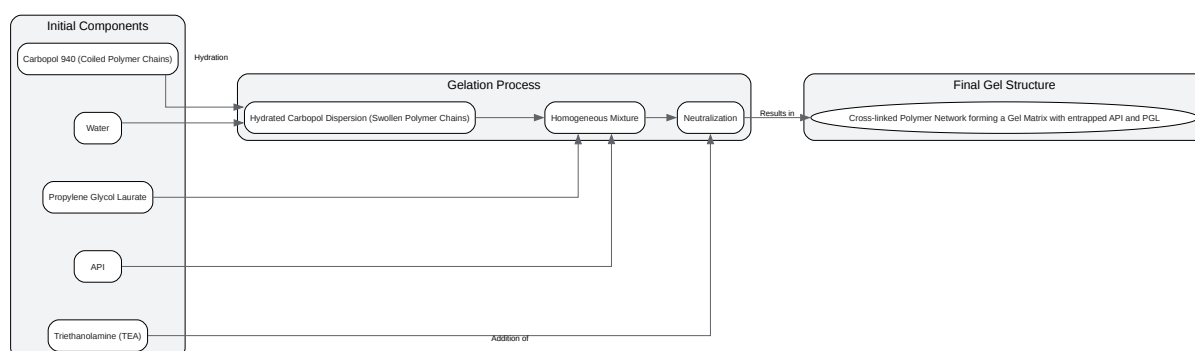 Initial Components
Carbopol 940 (Coiled Polymer Chains)
Hydration
Water
Propylene Glycol Laurate
API
Triethanolamine (TEA)
Addition of
Gelation Process
Hydrated Carbopol Dispersion (Swollen Polymer Chains)
Homogeneous Mixture
Neutralization
Results in
Final Gel Structure
Cross-linked Polymer Network forming a Gel Matrix with entrapped API and PGL